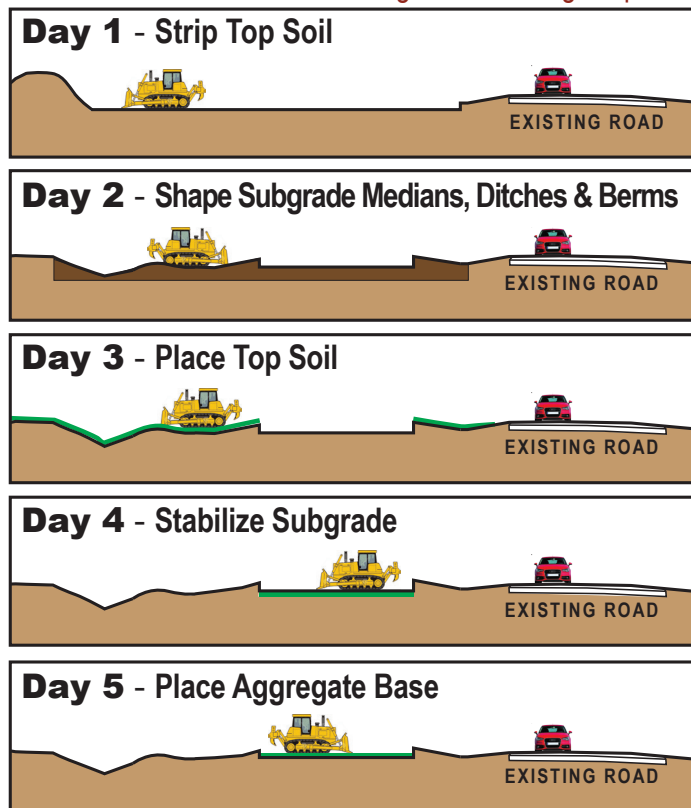 Day 1 - Strip Top Soil
EXISTING ROAD
Day 2 - Shape Subgrade Medians, Ditches & Berms
EXISTING ROAD
Day 3 - Place Top Soil
EXISTING ROAD
Day 4 - Stabilize Subgrade
EXISTING ROAD
Day 5 - Place Aggregate Base
EXISTING ROAD